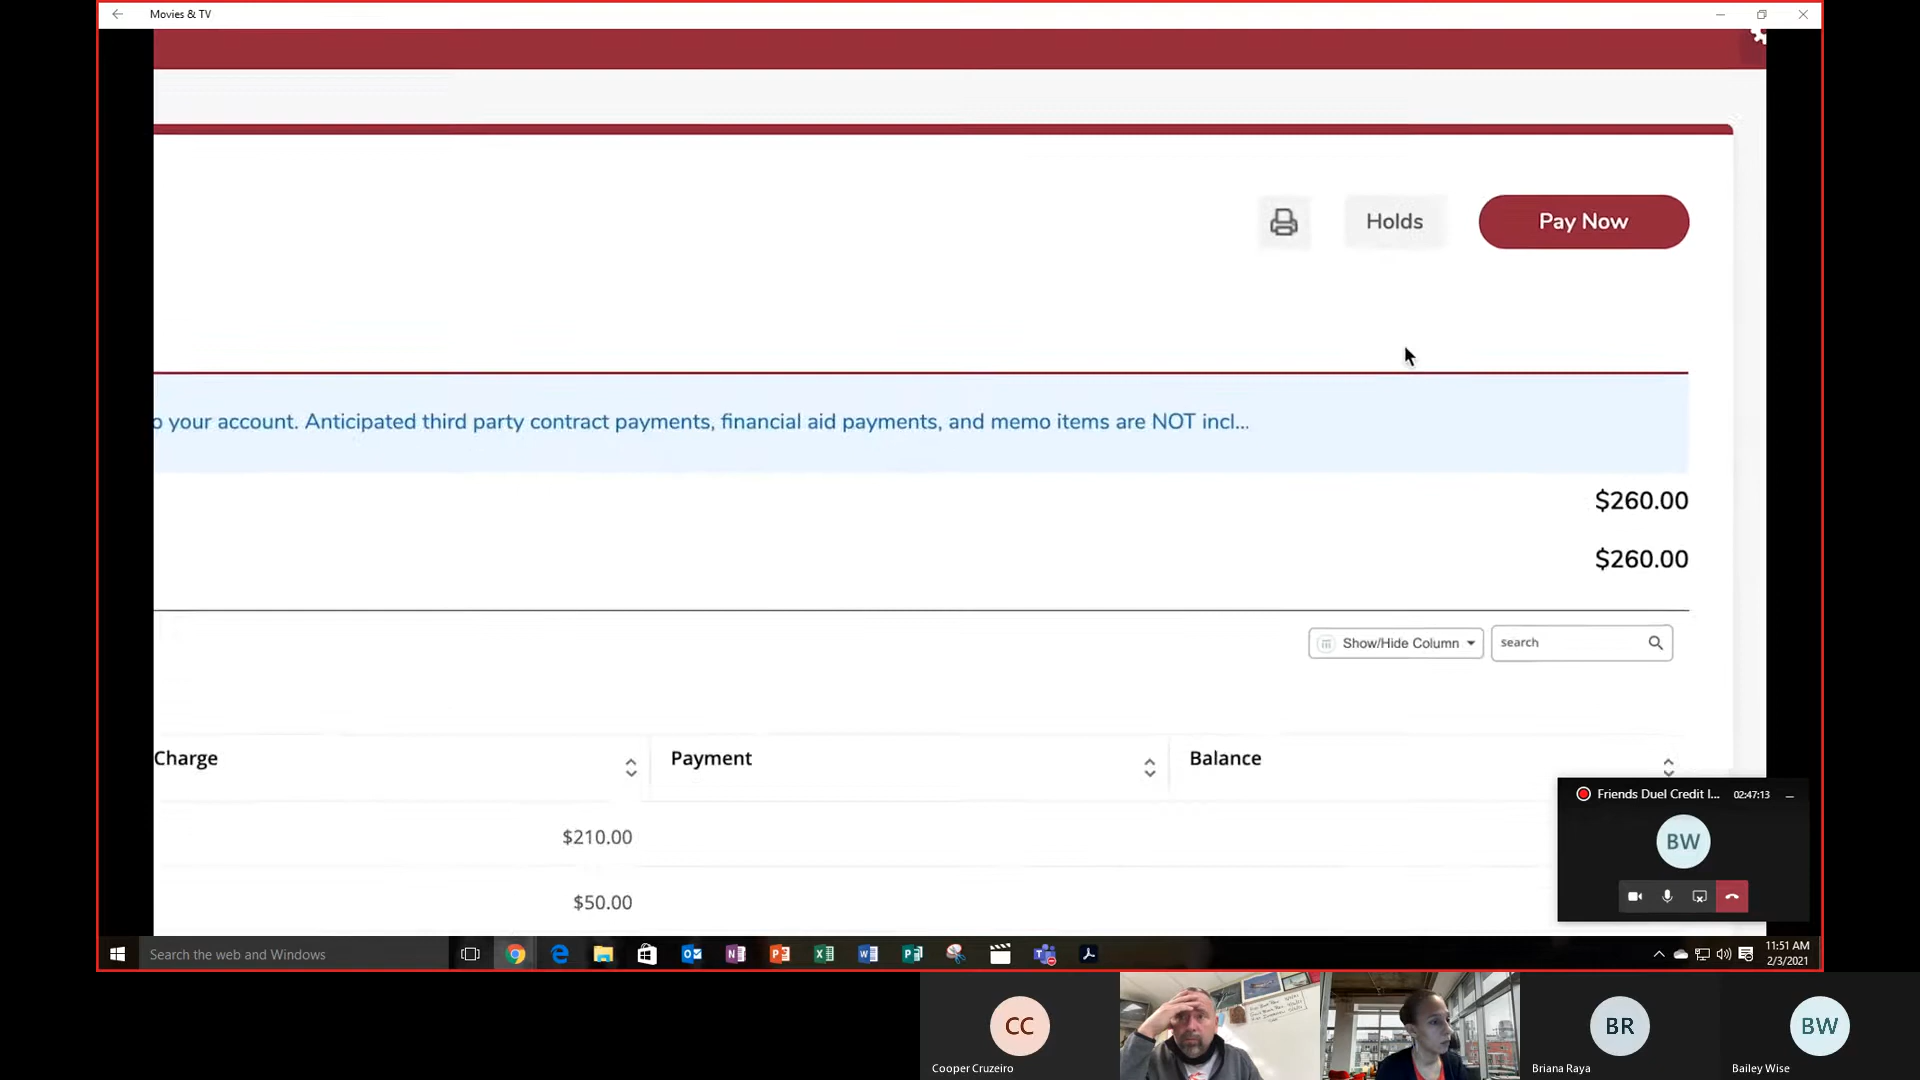 Movies & TV
Holds
Pay Now
o your account. Anticipated third party contract payments, financial aid payments, and memo items are NOT incl...
$260.00
$260.00
Show/Hide Column
search
Charge
Payment
Balance
$210.00
$50.00
Friends Duel Credit I...
02:47:13
BW
Search the web and Windows
11:51 AM
2/3/2021
CC
Cooper Cruzeiro
BR
Briana Raya
BW
Bailey Wise